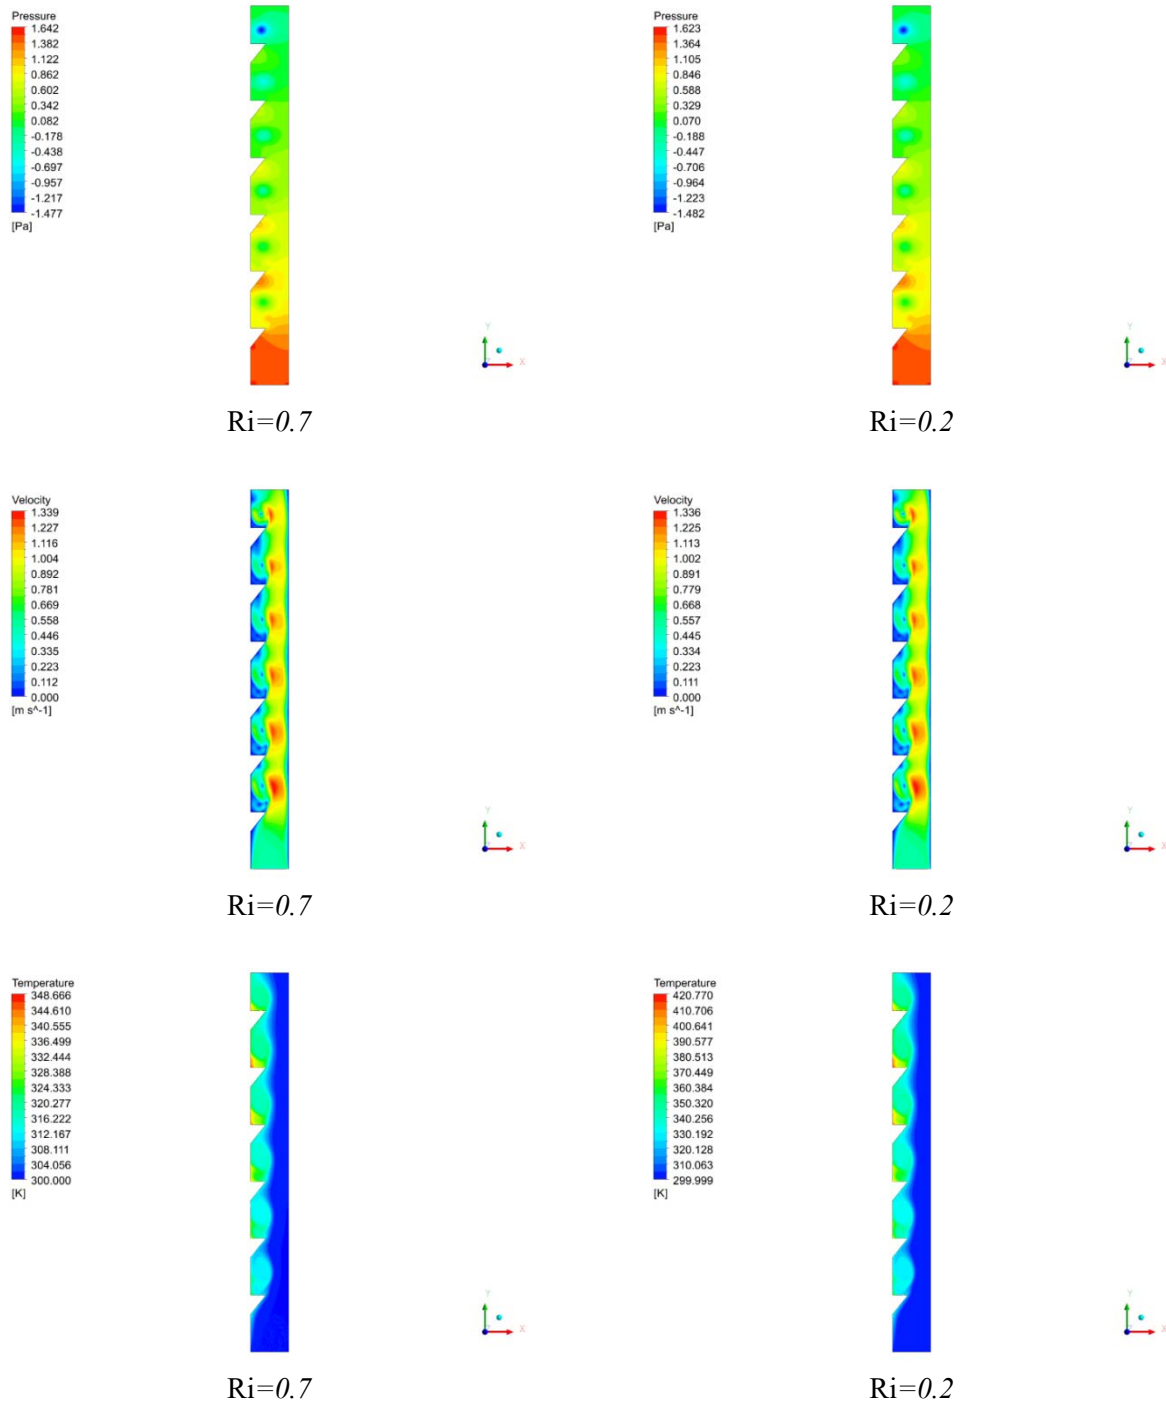 Pressure
1.642
1.382
1.122
0.862
0.602
0.342
0.082
-0.178
-0.438
-0.697
-0.957
-1.217
-1.477
[Pa]
Y
X
Pressure
1.623
1.364
1.105
0.846
0.588
0.329
0.070
-0.188
-0.447
-0.706
-0.964
-1.223
-1.482
[Pa]
Y
X
Ri=0.7
Ri=0.2
Velocity
1.339
1.227
1.116
1.004
0.892
0.781
0.669
0.558
0.446
0.335
0.223
0.112
0.000
[m s^-1]
Y
X
Velocity
1.336
1.225
1.113
1.002
0.891
0.779
0.668
0.557
0.445
0.334
0.223
0.111
0.000
[m s^-1]
Y
X
Ri=0.7
Ri=0.2
Temperature
348.666
344.610
340.555
336.499
332.444
328.388
324.333
320.277
316.222
312.167
308.111
304.056
300.000
[K]
Y
X
Temperature
420.770
410.706
400.641
390.577
380.513
370.449
360.384
350.320
340.256
330.192
320.128
310.063
299.999
[K]
Y
X
Ri=0.7
Ri=0.2